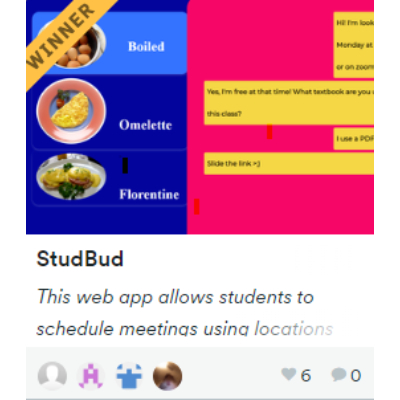 WINNER
Boiled
Omelette
Florentine
Hi! I'm look
Monday at
or on zoom
Yes, I'm free at that time! What textbook are you
this class?
I use a PDF
Slide the link >:)
StudBud
This web app allows students to
schedule meetings using locations
6
0